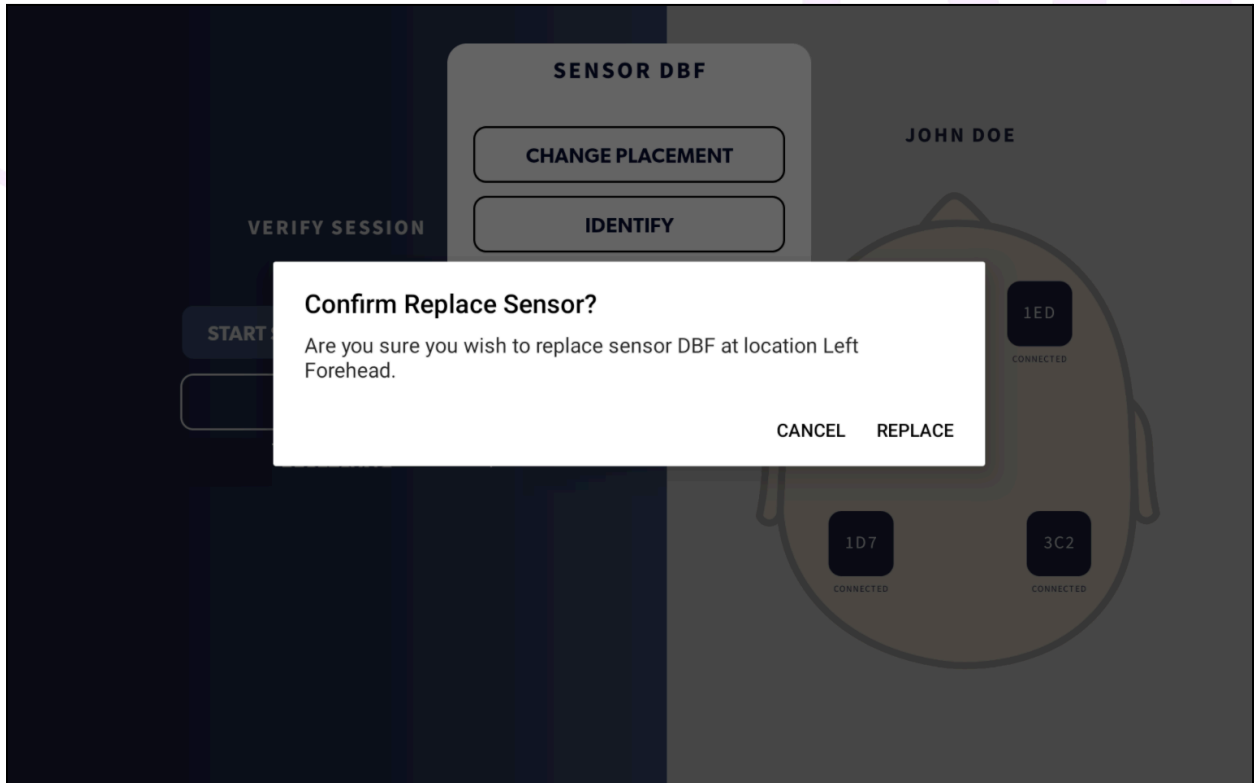 SENSOR DBF
CHANGE PLACEMENT
IDENTIFY
JOHN DOE
VERIFY SESSION
START
Confirm Replace Sensor?
Are you sure you wish to replace sensor DBF at location Left
Forehead.
CANCEL REPLACE
1ED
CONNECTED
1D7
CONNECTED
3C2
CONNECTED